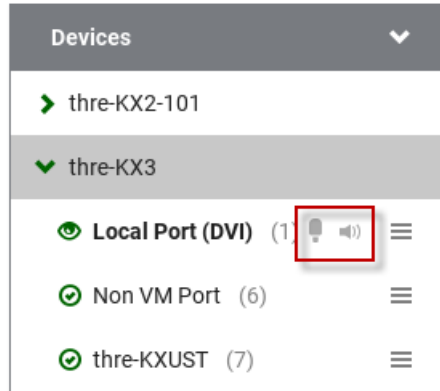 Devices
thre-KX2-101
thre-KX3
Local Port (DVI) (1)
Non VM Port (6)
thre-KXUST (7)